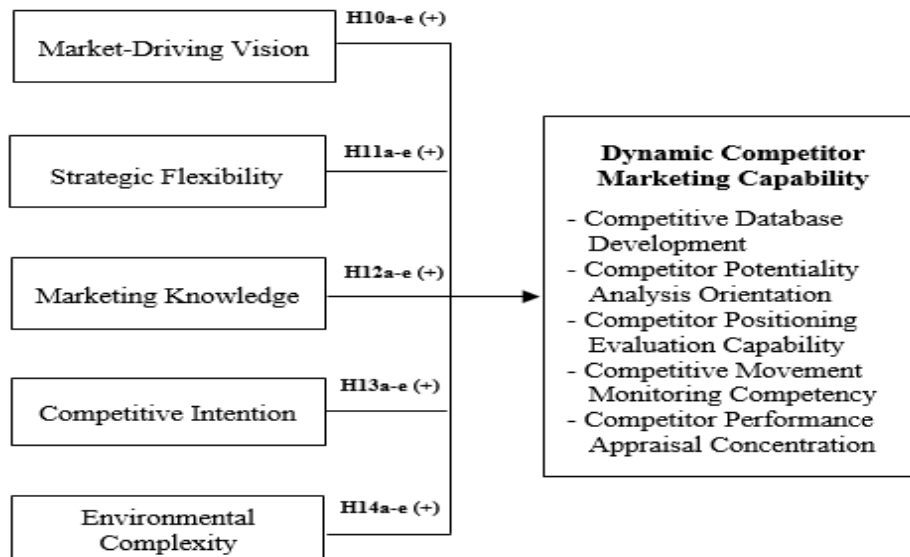 H10a-e (+)
Market-Driving Vision
H11a-e (+)
Strategic Flexibility
H12a-e (+)
Marketing Knowledge
H13a-e (+)
Competitive Intention
H14a-e (+)
Environmental
Complexity
Dynamic Competitor
Marketing Capability
- Competitive Database
Development
- Competitor Potentiality
Analysis Orientation
- Competitor Positioning
Evaluation Capability
- Competitive Movement
Monitoring Competency
- Competitor Performance
Appraisal Concentration